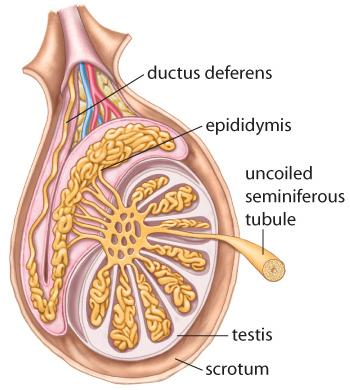 ductus deferens
epididymis
uncoiled
seminiferous
tubule
testis
scrotum